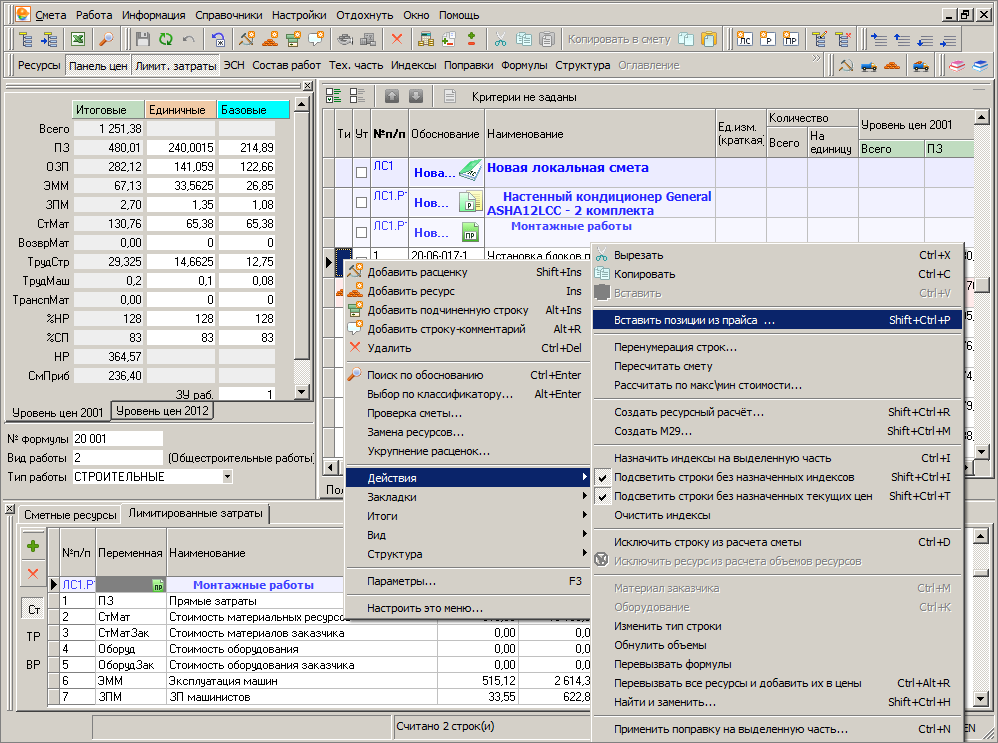 Смета Работа Информация Справочники Настройки Отдохнуть Окно Помощь
Копировать в смету
ЛС Р ПР
Ресурсы Панель цен Лимит. затраты ЭСН Состав работ Тех. часть Индексы Поправки Формулы Структура Оглавление
Итоговые Единичные Базовые
Всего 1 251,38
ПЗ 480,01 240,0015 214,89
ОЗП 282,12 141,059 122,66
ЭММ 67,13 33,5625 26,85
ЗПМ 2,70 1,35 1,08
СтМат 130,76 65,38 65,38
ВозврМат 0,00 0 0
ТрудСтр 29,325 14,6625 12,75
ТрудМаш 0,2 0,1 0,08
ТранспМат 0,00 0 0
%НР 128 128 128
%СП 83 83 83
НР 364,57
СмПриб 236,40
ЗУ раб. 1
Уровень цен 2001 Уровень цен 2012
№ Формулы 20 001
Вид работы 2 (Общестроительные работы
Тип работы СТРОИТЕЛЬНЫЕ
Критерии не заданы
Ти Ут №п/п Обоснование Наименование Ед.изм. (краткая) Количество Всего На единицу Уровень цен 2001 Всего ПЗ
ЛС1 Нова... Новая локальная смета
ЛС1.Р Нов... Настенный кондиционер General
ASHA12LCC - 2 комплекта
ЛС1.Р Нов... ПР Монтажные работы
1 20-06-017-1 Установка блоков п
Добавить расценку Shift+Ins
Добавить ресурс Ins
Добавить подчиненную строку Alt+Ins
Добавить строку-комментарий Alt+R
Удалить Ctrl+Del
Поиск по обоснованию Ctrl+Enter
Выбор по классификатору... Alt+Enter
Проверка сметы...
Замена ресурсов...
Укрупнение расценок...
Действия
Закладки
Итоги
Вид
Структура
Параметры... F3
Настроить это меню...
Вырезать Ctrl+X
Копировать Ctrl+C
Вставить Ctrl+V
Вставить позиции из прайса ... Shift+Ctrl+P
Перенумерация строк...
Пересчитать смету
Рассчитать по макс\мин стоимости...
Создать ресурсный расчёт... Shift+Ctrl+R
Создать М29... Shift+Ctrl+M
Назначить индексы на выделенную часть Ctrl+I
Подсветить строки без назначенных индексов Shift+Ctrl+I
Подсветить строки без назначенных текущих цен Shift+Ctrl+T
Очистить индексы
Исключить строку из расчета сметы Ctrl+D
Исключить ресурс из расчета объемов ресурсов
Материал заказчика Ctrl+M
Оборудование Ctrl+K
Изменить тип строки
Обнулить объемы
Перевызвать формулы
Перевызвать все ресурсы и добавить их в цены Ctrl+Alt+R
Найти и заменить... Shift+Ctrl+H
Применить поправку на выделенную часть... Ctrl+N
Сметные ресурсы Лимитированные затраты
№п/п Переменная Наименование
ЛС1.Р ПР Монтажные работы
1 ПЗ Прямые затраты
2 СтМат Стоимость материальных ресурсов
3 СтМатЗак Стоимость материалов заказчика 0,00 0,00
4 Оборуд Стоимость оборудования 0,00 0,00
5 ОборудЗак Стоимость оборудования заказчика 0,00 0,00
6 ЭММ Эксплуатация машин 515,12 2 614,3
7 ЗПМ ЗП машинистов 33,55 622,8
Ст
ТР
ВР
Считано 2 строк(и)
EN